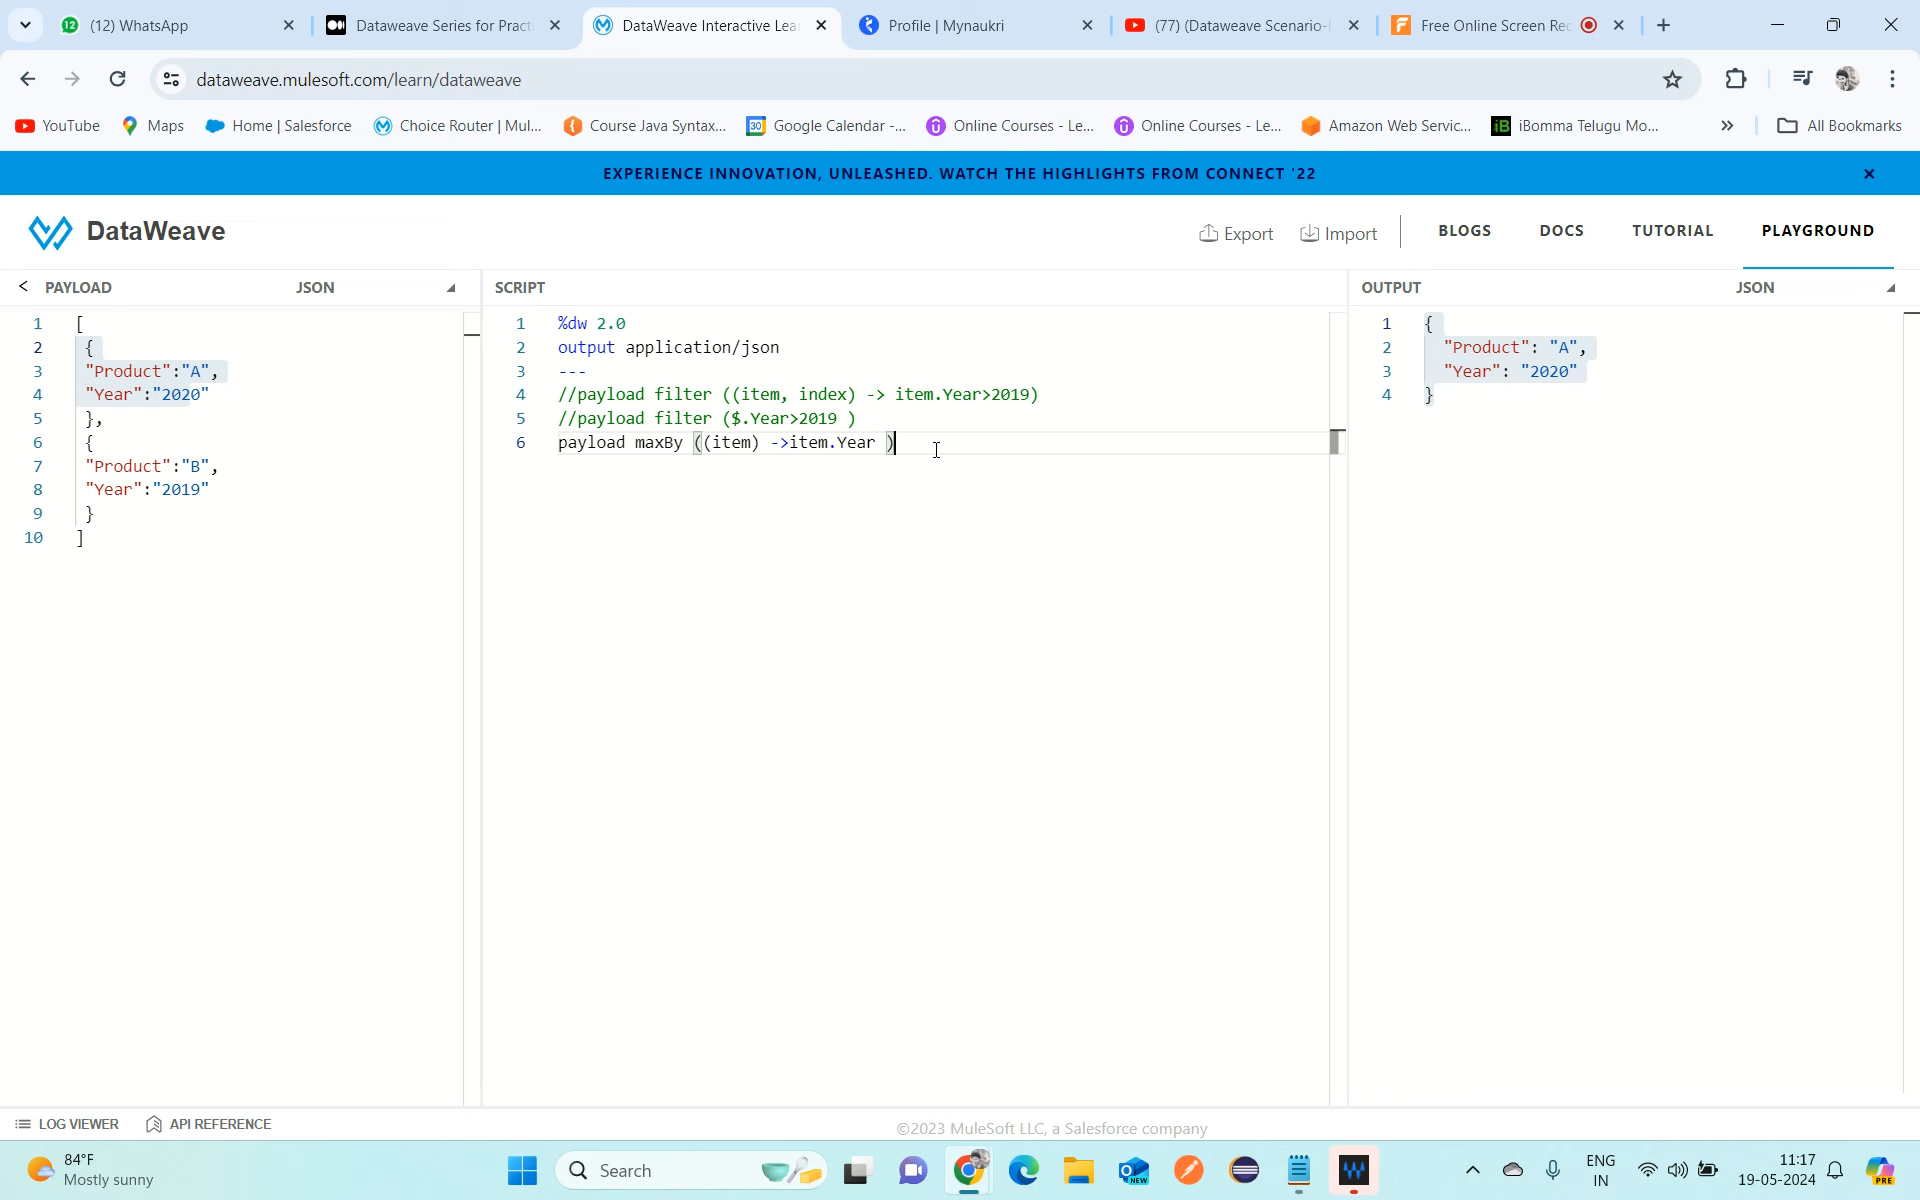 (12) WhatsApp
Dataweave Series for Practi
DataWeave Interactive Lea
Profile | Mynaukri
(77) (Dataweave Scenario-
Free Online Screen Rec
dataweave.mulesoft.com/learn/dataweave
YouTube
Maps
Home | Salesforce
Choice Router | Mul...
Course Java Syntax...
Google Calendar -...
Online Courses - Le...
Online Courses - Le...
Amazon Web Servic...
iBomma Telugu Mo...
All Bookmarks
EXPERIENCE INNOVATION, UNLEASHED. WATCH THE HIGHLIGHTS FROM CONNECT '22
DataWeave
Export
Import
BLOGS
DOCS
TUTORIAL
PLAYGROUND
PAYLOAD
JSON
1 [
2 {
3 "Product":"A",
4 "Year":"2020"
5 },
6 {
7 "Product":"B",
8 "Year":"2019"
9 }
10 ]
SCRIPT
1 %dw 2.0
2 output application/json
3 ---
4 //payload filter ((item, index) -> item.Year>2019)
5 //payload filter ($.Year>2019 )
6 payload maxBy ((item) ->item.Year )
OUTPUT
JSON
1 {
2 "Product": "A",
3 "Year": "2020"
4 }
LOG VIEWER
API REFERENCE
©2023 MuleSoft LLC, a Salesforce company
84°F
Mostly sunny
Search
ENG
IN
11:17
19-05-2024